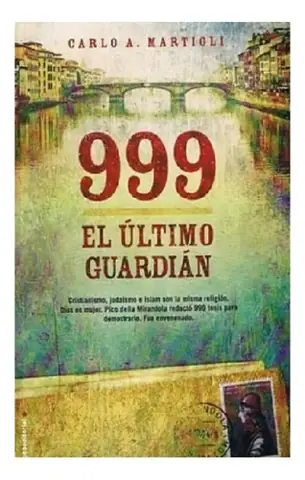 CARLO A. MARTIGLI
999
EL ÚLTIMO
GUARDIÁN
Cristianismo, judaísmo e Islam son la misma religión.
Dios es mujer. Pico della Mirandola redactó 999 tesis para
demostrarlo. Fue envenenado.